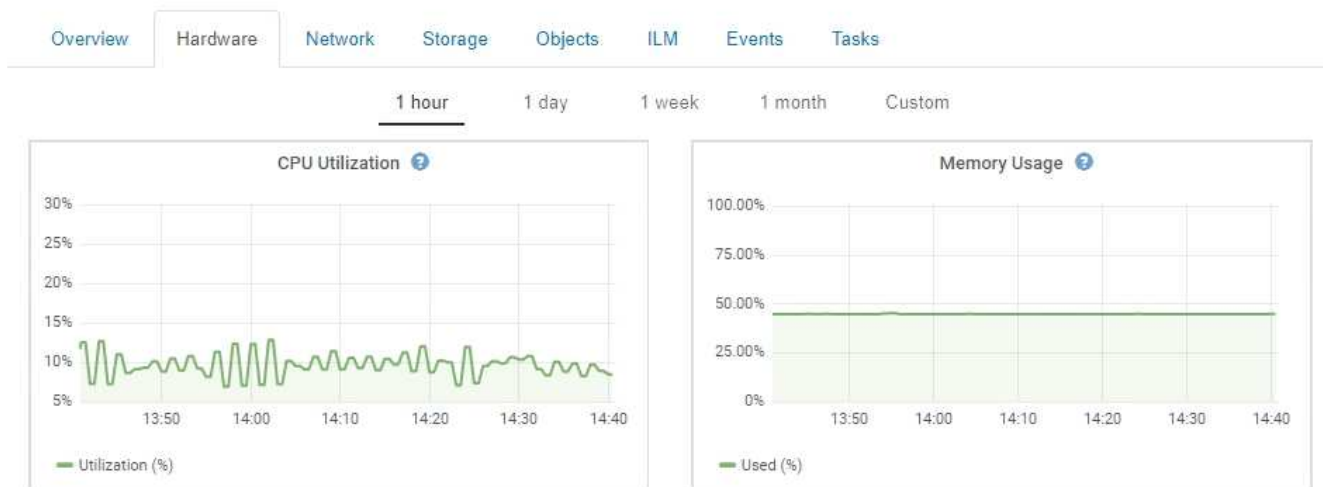 Overview Hardware Network Storage Objects ILM Events Tasks
1 hour 1 day 1 week 1 month Custom
CPU Utilization ?
30%
25%
20%
15%
10%
5%
13:50 14:00 14:10 14:20 14:30 14:40
Utilization (%)
Memory Usage ?
100.00%
75.00%
50.00%
25.00%
0%
13:50 14:00 14:10 14:20 14:30 14:40
Used (%)